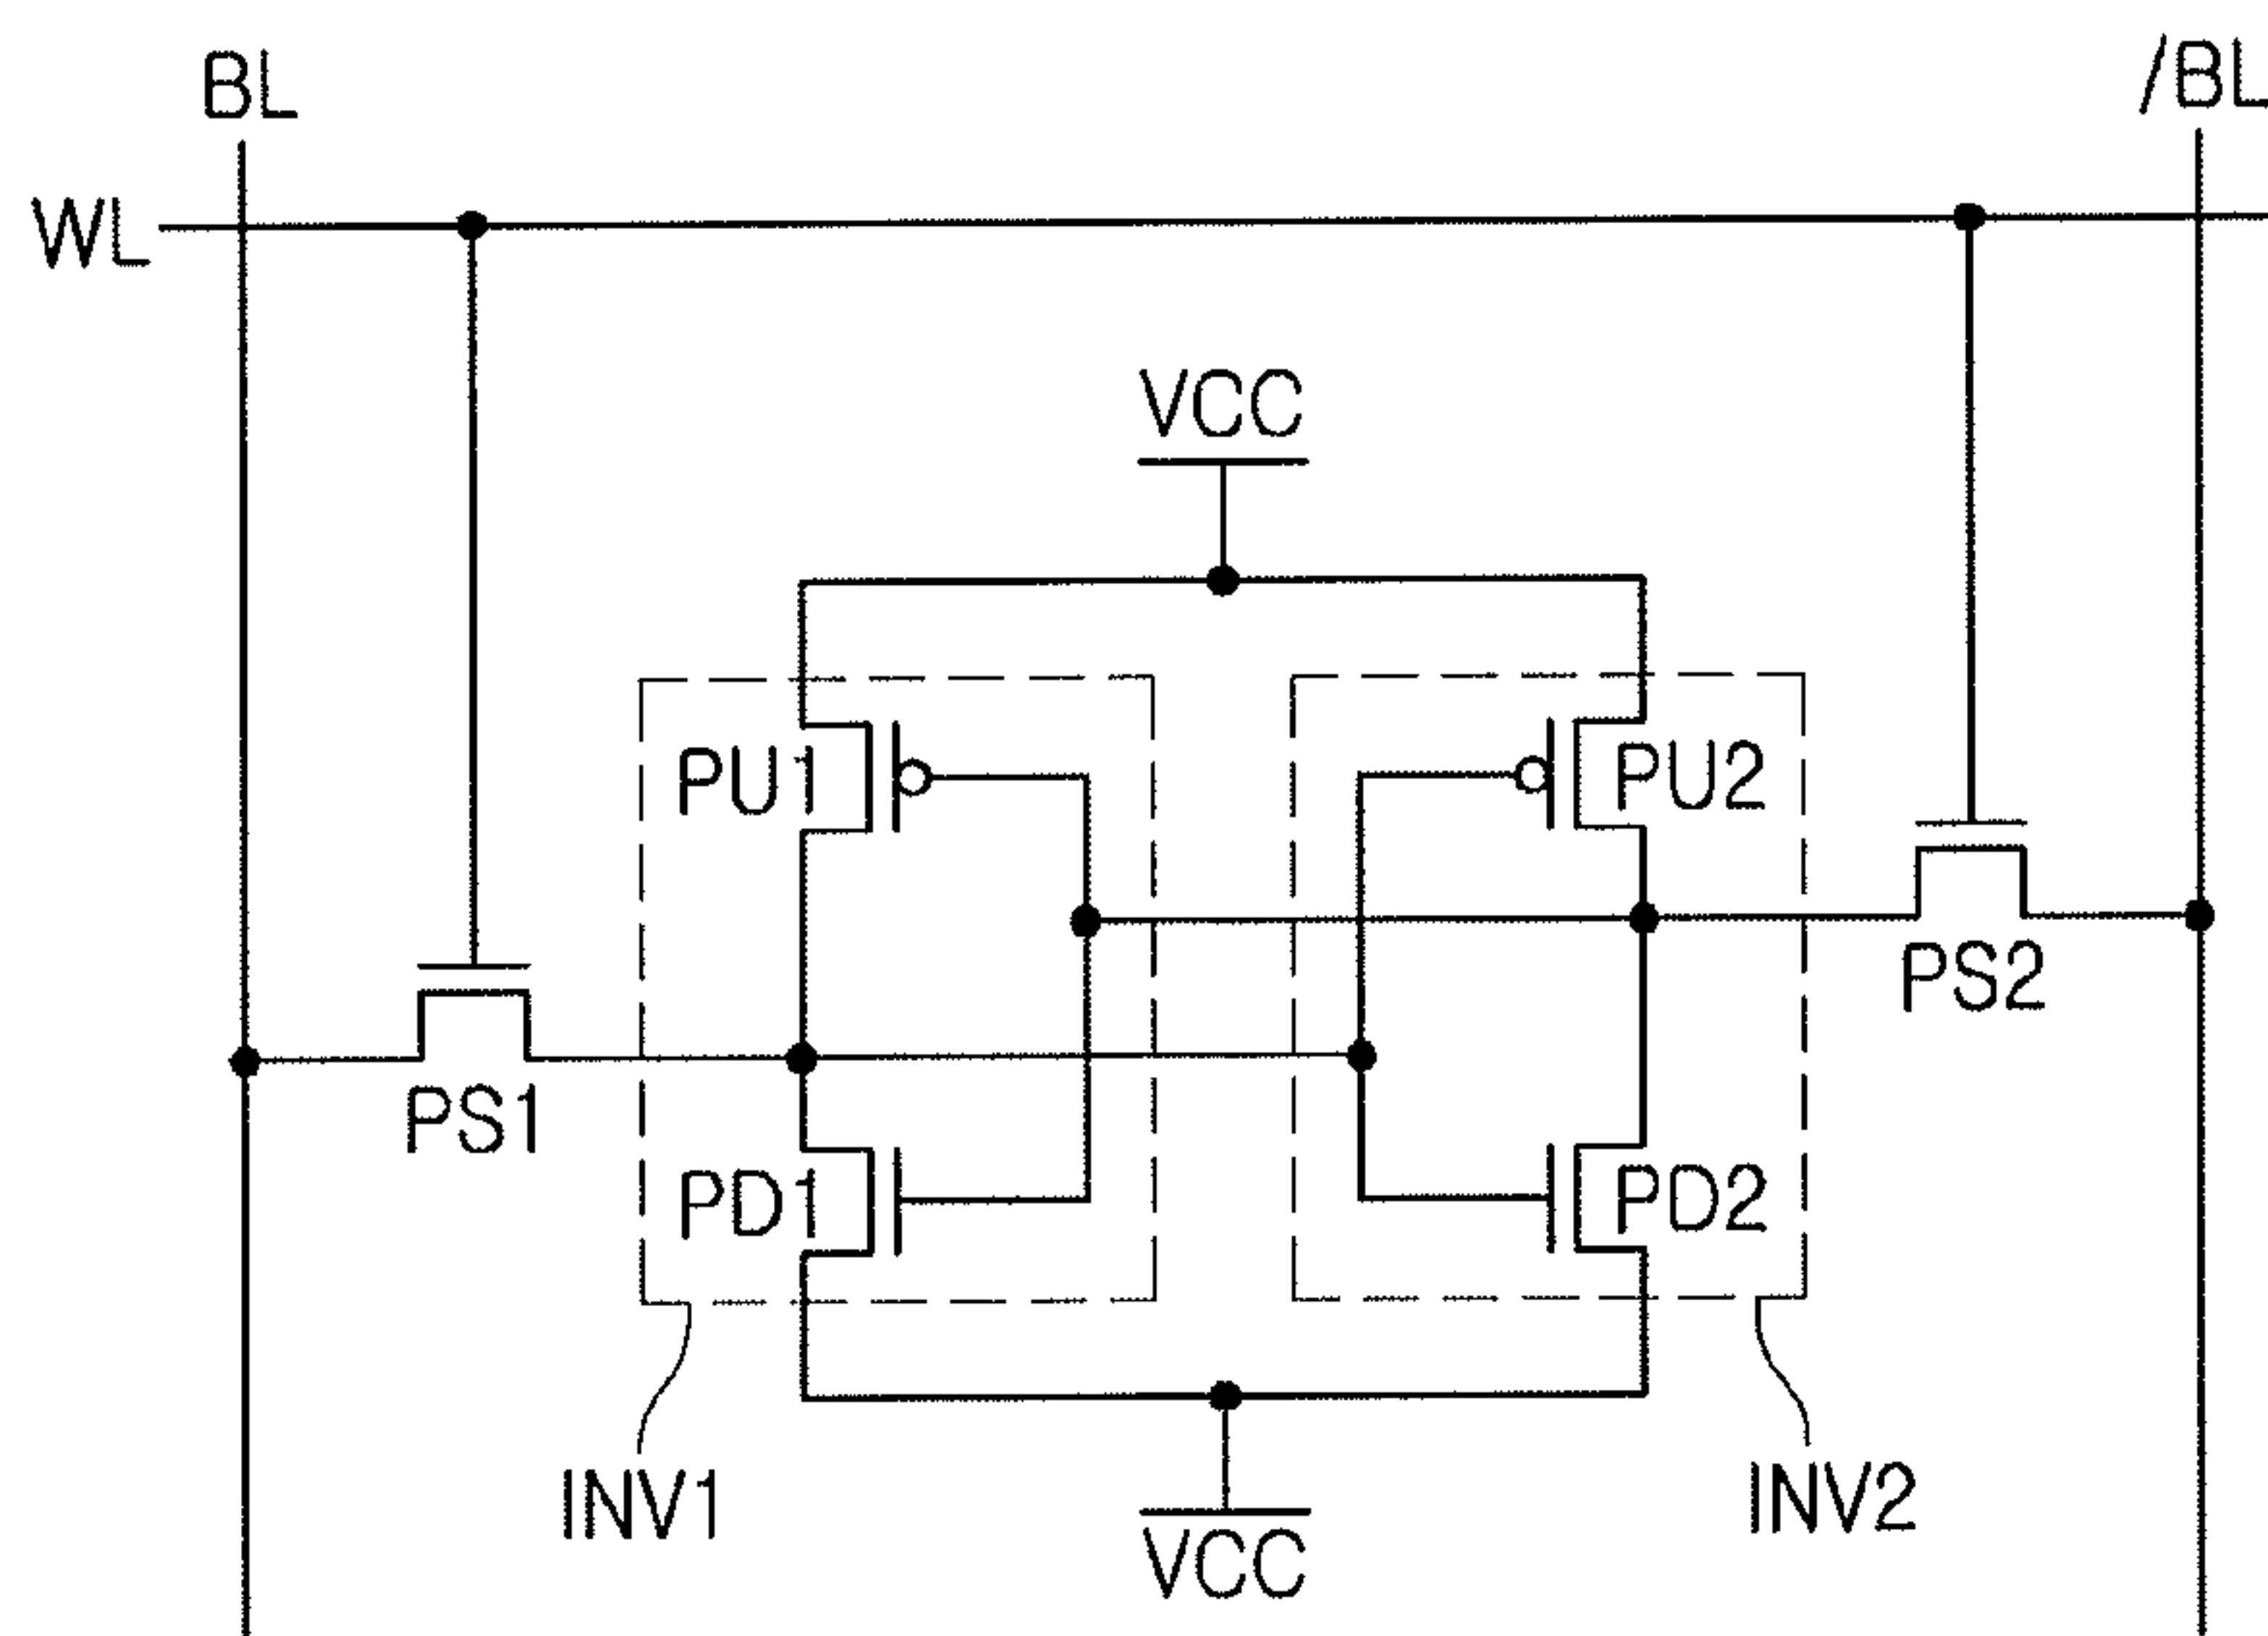 BL
/BL
WL
VCC
PU1
PU2
PS2
PS1
PD1
PD2
INV1
INV2
VCC